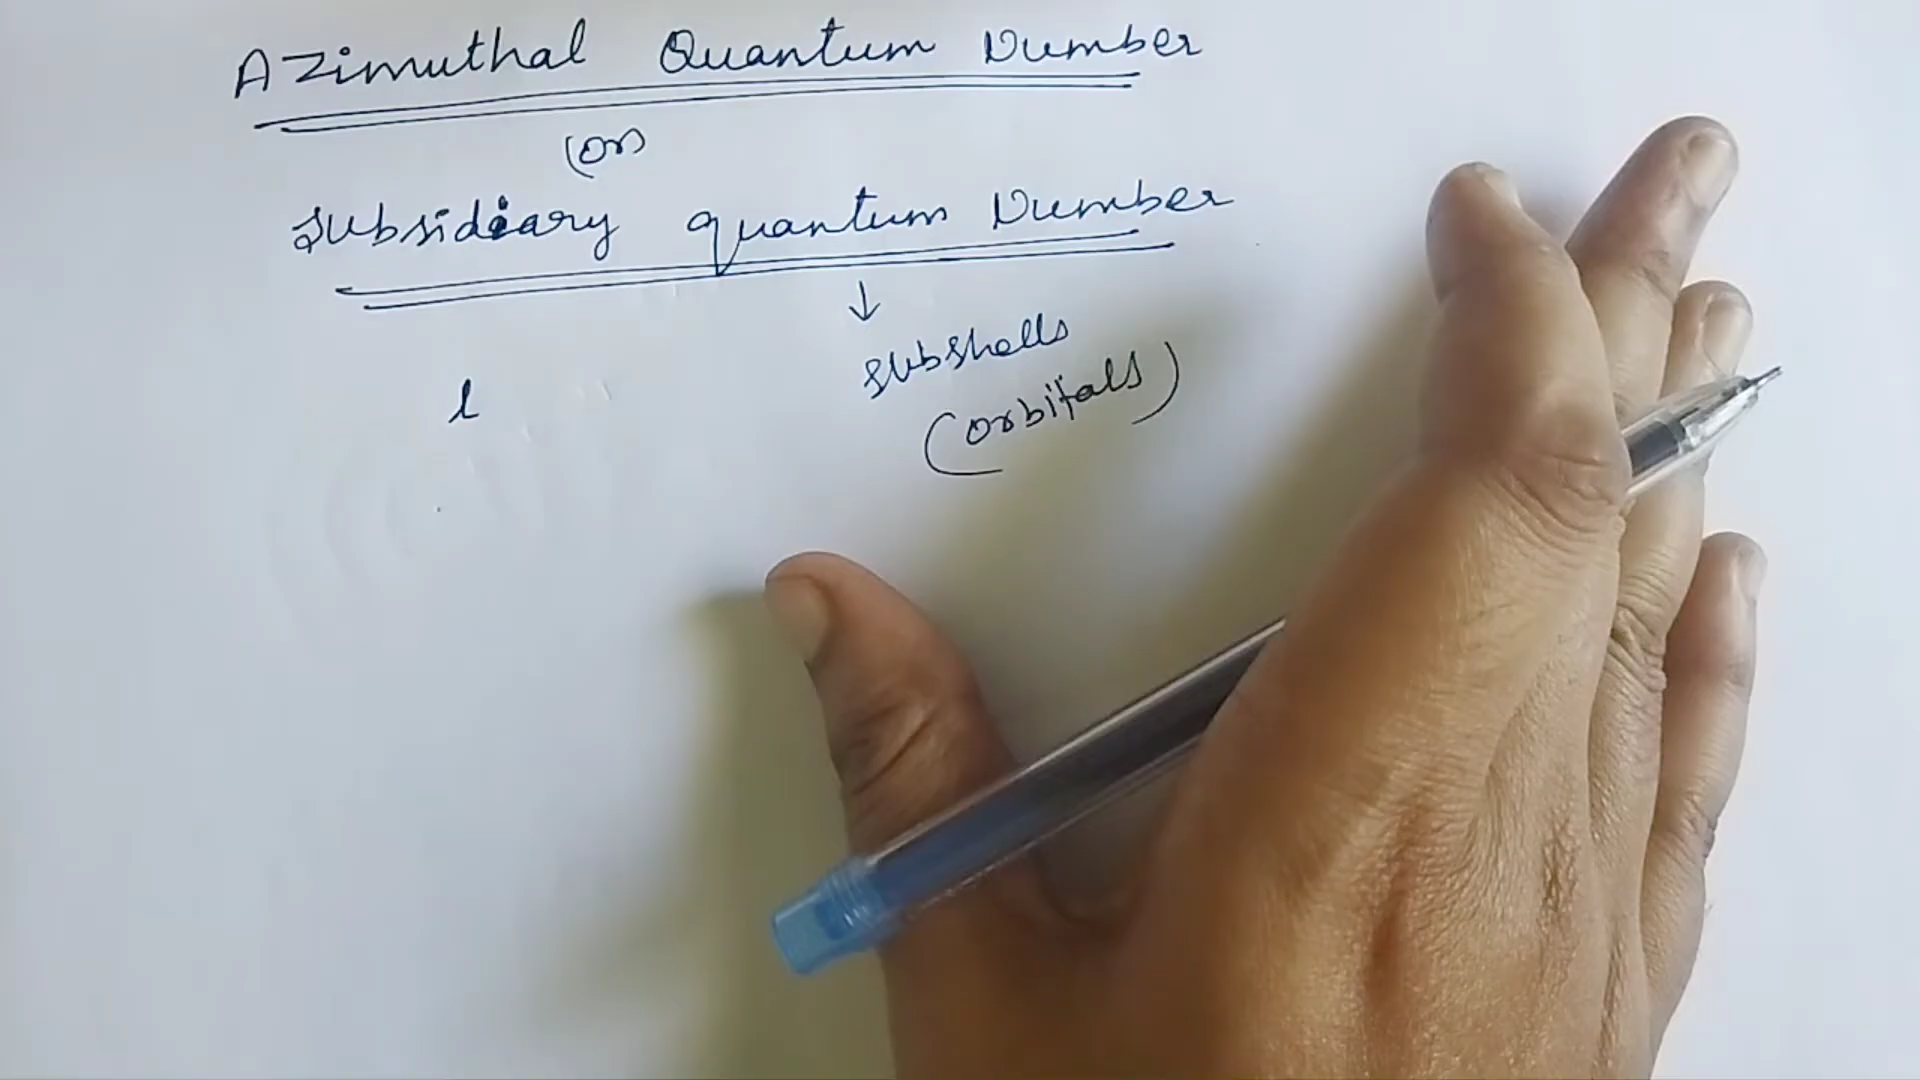 Azimuthal Quantum Number
(or)
Subsidiary quantum Number
↓
subshells
l
(orbitals)